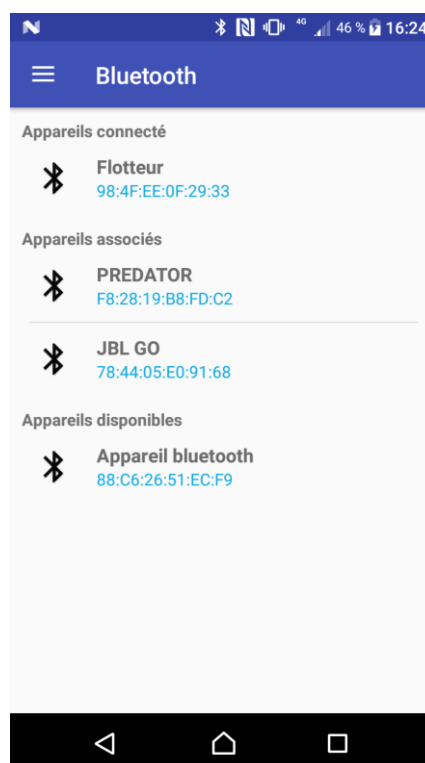 4G 46 % 16:24
Bluetooth
Appareils connecté
Flotteur
98:4F:EE:0F:29:33
Appareils associés
PREDATOR
F8:28:19:B8:FD:C2
JBL GO
78:44:05:E0:91:68
Appareils disponibles
Appareil bluetooth
88:C6:26:51:EC:F9